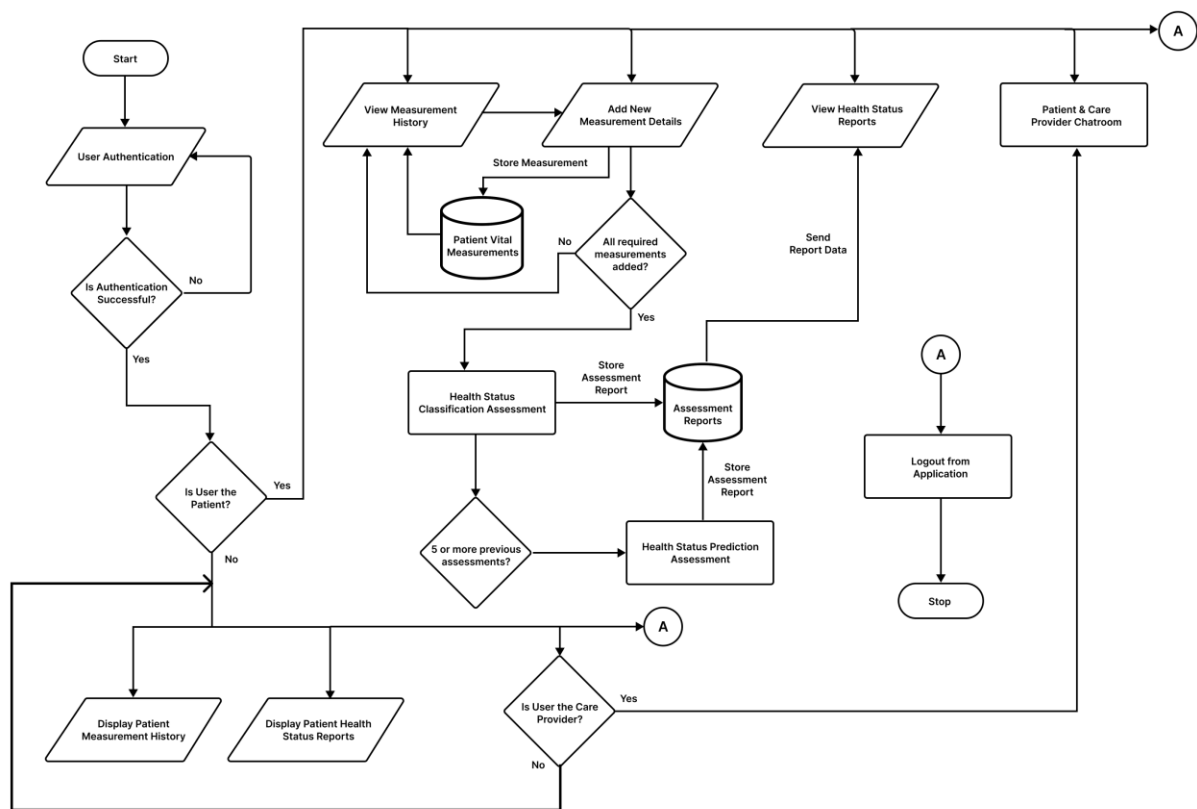 Start
A
View Measurement
History
Add New
Measurement Details
View Health Status
Reports
Patient & Care
Provider Chatroom
User Authentication
Store Measurement
Patient Vital
Measurements
No
All required
measurements
added?
Send
Report Data
Is Authentication
Successful?
No
Yes
Yes
A
Health Status
Classification Assessment
Store
Assessment
Report
Assessment
Reports
Logout from
Application
Is User the
Patient?
Yes
Store
Assessment
Report
No
5 or more previous
assessments?
Health Status Prediction
Assessment
Stop
A
Display Patient
Measurement History
Display Patient Health
Status Reports
Is User the Care
Provider?
Yes
No